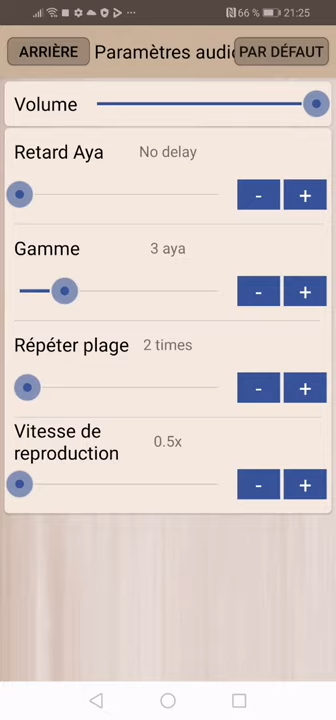 66 % 21:25
ARRIÈRE Paramètres audio PAR DÉFAUT
Volume
Retard Aya No delay
- +
Gamme 3 aya
- +
Répéter plage 2 times
- +
Vitesse de
reproduction 0.5x
- +